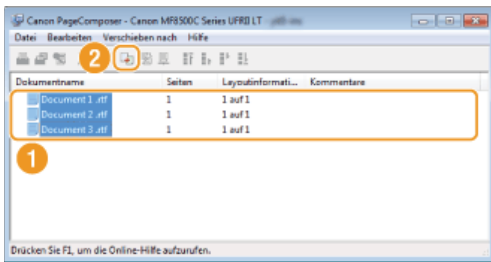 Canon PageComposer - Canon MF8500C Series UFRII LT
Datei Bearbeiten Verschieben nach Hilfe
2
Dokumentname Seiten Layoutinformati... Kommentare
Document 1 .rtf 1 1 auf 1
Document 2 .rtf 1 1 auf 1
Document 3 .rtf 1 1 auf 1
1
Drücken Sie F1, um die Online-Hilfe aufzurufen.